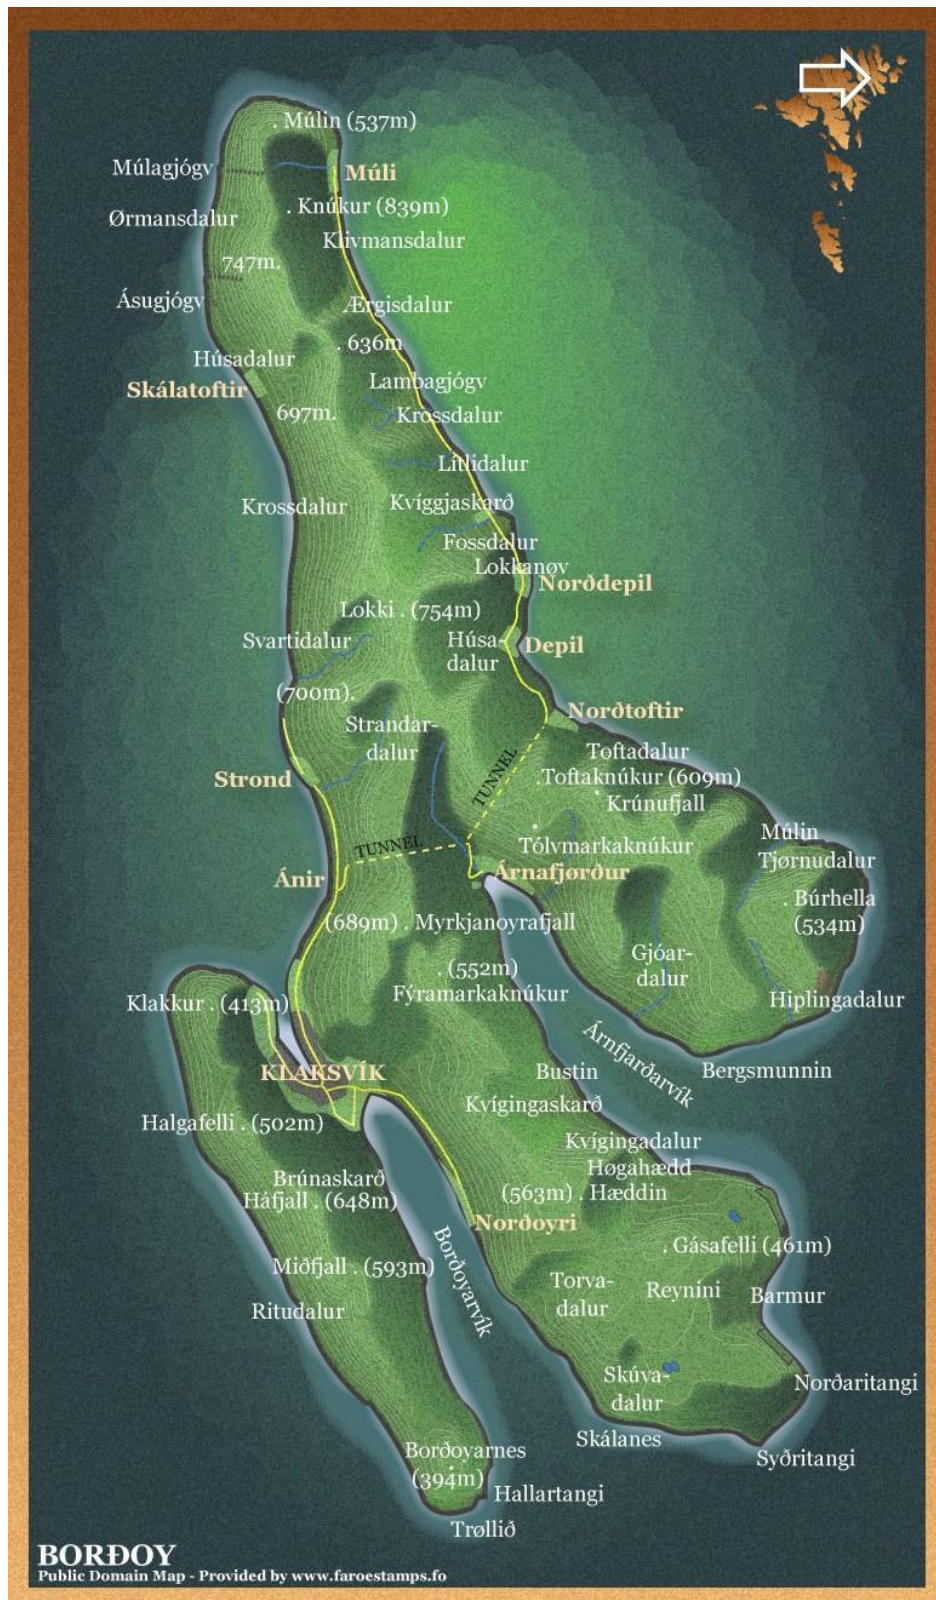 . Múlin (537m)
Múlagjógv
Múli
Ørmansdalur
. Knúkur (839m)
Klivmansdalur
747m.
Ásugjógv
Ærgisdalur
. 636m
Húsadalur
Skálatoftir
Lambagjógv
697m.
Krossdalur
Lítlidalur
Krossdalur
Kvíggjaskarð
Fossdalur
Lokkanøv
Norðdepil
Lokki . (754m)
Svartidalur
Húsa-
dalur
Depil
(700m).
Norðtoftir
Strandar-
dalur
Strond
TUNNEL
Toftadalur
.Toftaknúkur (609m)
Krúnufjall
Tólvmarkaknúkur
Múlin
Tjørnudalur
TUNNEL
Ánir
Árnafjørður
. Búrhella
(534m)
(689m) . Myrkjanoyrafjall
. (552m)
Fýramarkaknúkur
Gjóar-
dalur
Hiplingadalur
Klakkur . (413m)
Árnfjarðarvík
Bergsmunnin
KLAKSVÍK
Bustin
Kvígingaskarð
Halgafelli . (502m)
Kvígingadalur
Høgahædd
(563m) . Hæddin
Brúnaskarð
Háfjall . (648m)
Norðoyri
. Gásafelli (461m)
Borðoyarvík
Miðfjall . (593m)
Ritudalur
Torva-
dalur
Reyníni
Barmur
Skúva-
dalur
Norðaritangi
Skálanes
Syðritangi
Borðoyarnes
(394m)
Hallartangi
Trøllið
BORÐOY
Public Domain Map - Provided by www.faroestamps.fo